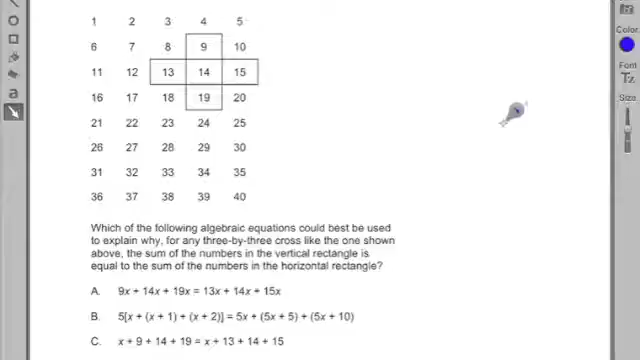 1 2 3 4 5
6 7 8 9 10
11 12 13 14 15
16 17 18 19 20
21 22 23 24 25
26 27 28 29 30
31 32 33 34 35
36 37 38 39 40
Which of the following algebraic equations could best be used
to explain why, for any three-by-three cross like the one shown
above, the sum of the numbers in the vertical rectangle is
equal to the sum of the numbers in the horizontal rectangle?
A. 9x + 14x + 19x = 13x + 14x + 15x
B. 5[x + (x + 1) + (x + 2)] = 5x + (5x + 5) + (5x + 10)
C. x + 9 + 14 + 19 = x + 13 + 14 + 15
a
Color:
Font
Tz
Size: